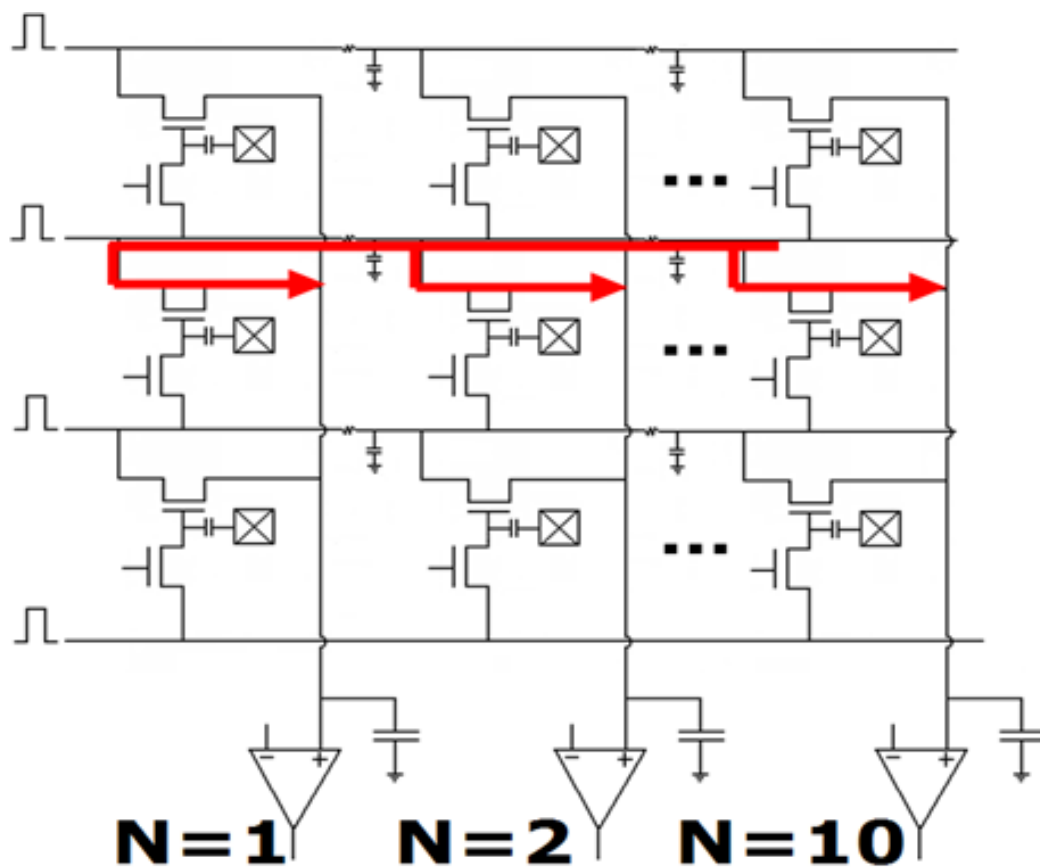 - + - + - +
N=1 N=2 N=10